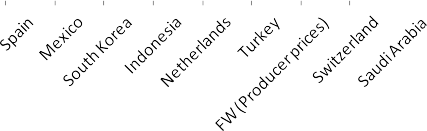 Spain
Mexico
South Korea
Indonesia
Netherlands
Turkey
FW (Producer prices)
Switzerland
Saudi Arabia